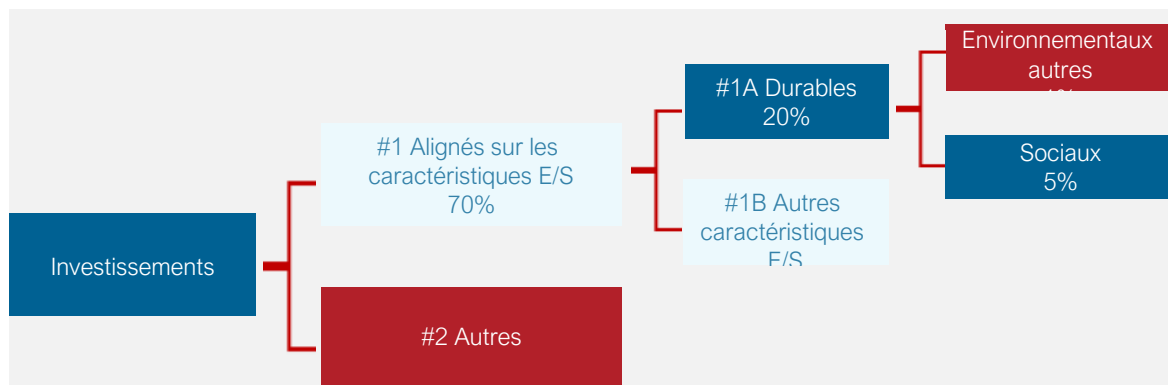 Environnementaux
autres
#1A Durables
20%
#1 Alignés sur les
caractéristiques E/S
70%
Sociaux
5%
#1B Autres
caractéristiques
E/S
Investissements
#2 Autres